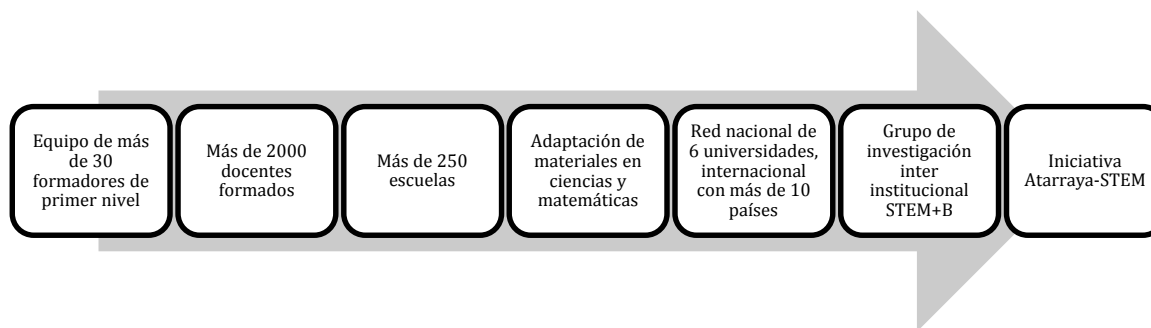 Equipo de más
de 30
formadores de
primer nivel
Más de 2000
docentes
formados
Más de 250
escuelas
Adaptación de
materiales en
ciencias y
matemáticas
Red nacional de
6 universidades,
internacional
con más de 10
países
Grupo de
investigación
inter
institucional
STEM+B
Iniciativa
Atarraya-STEM